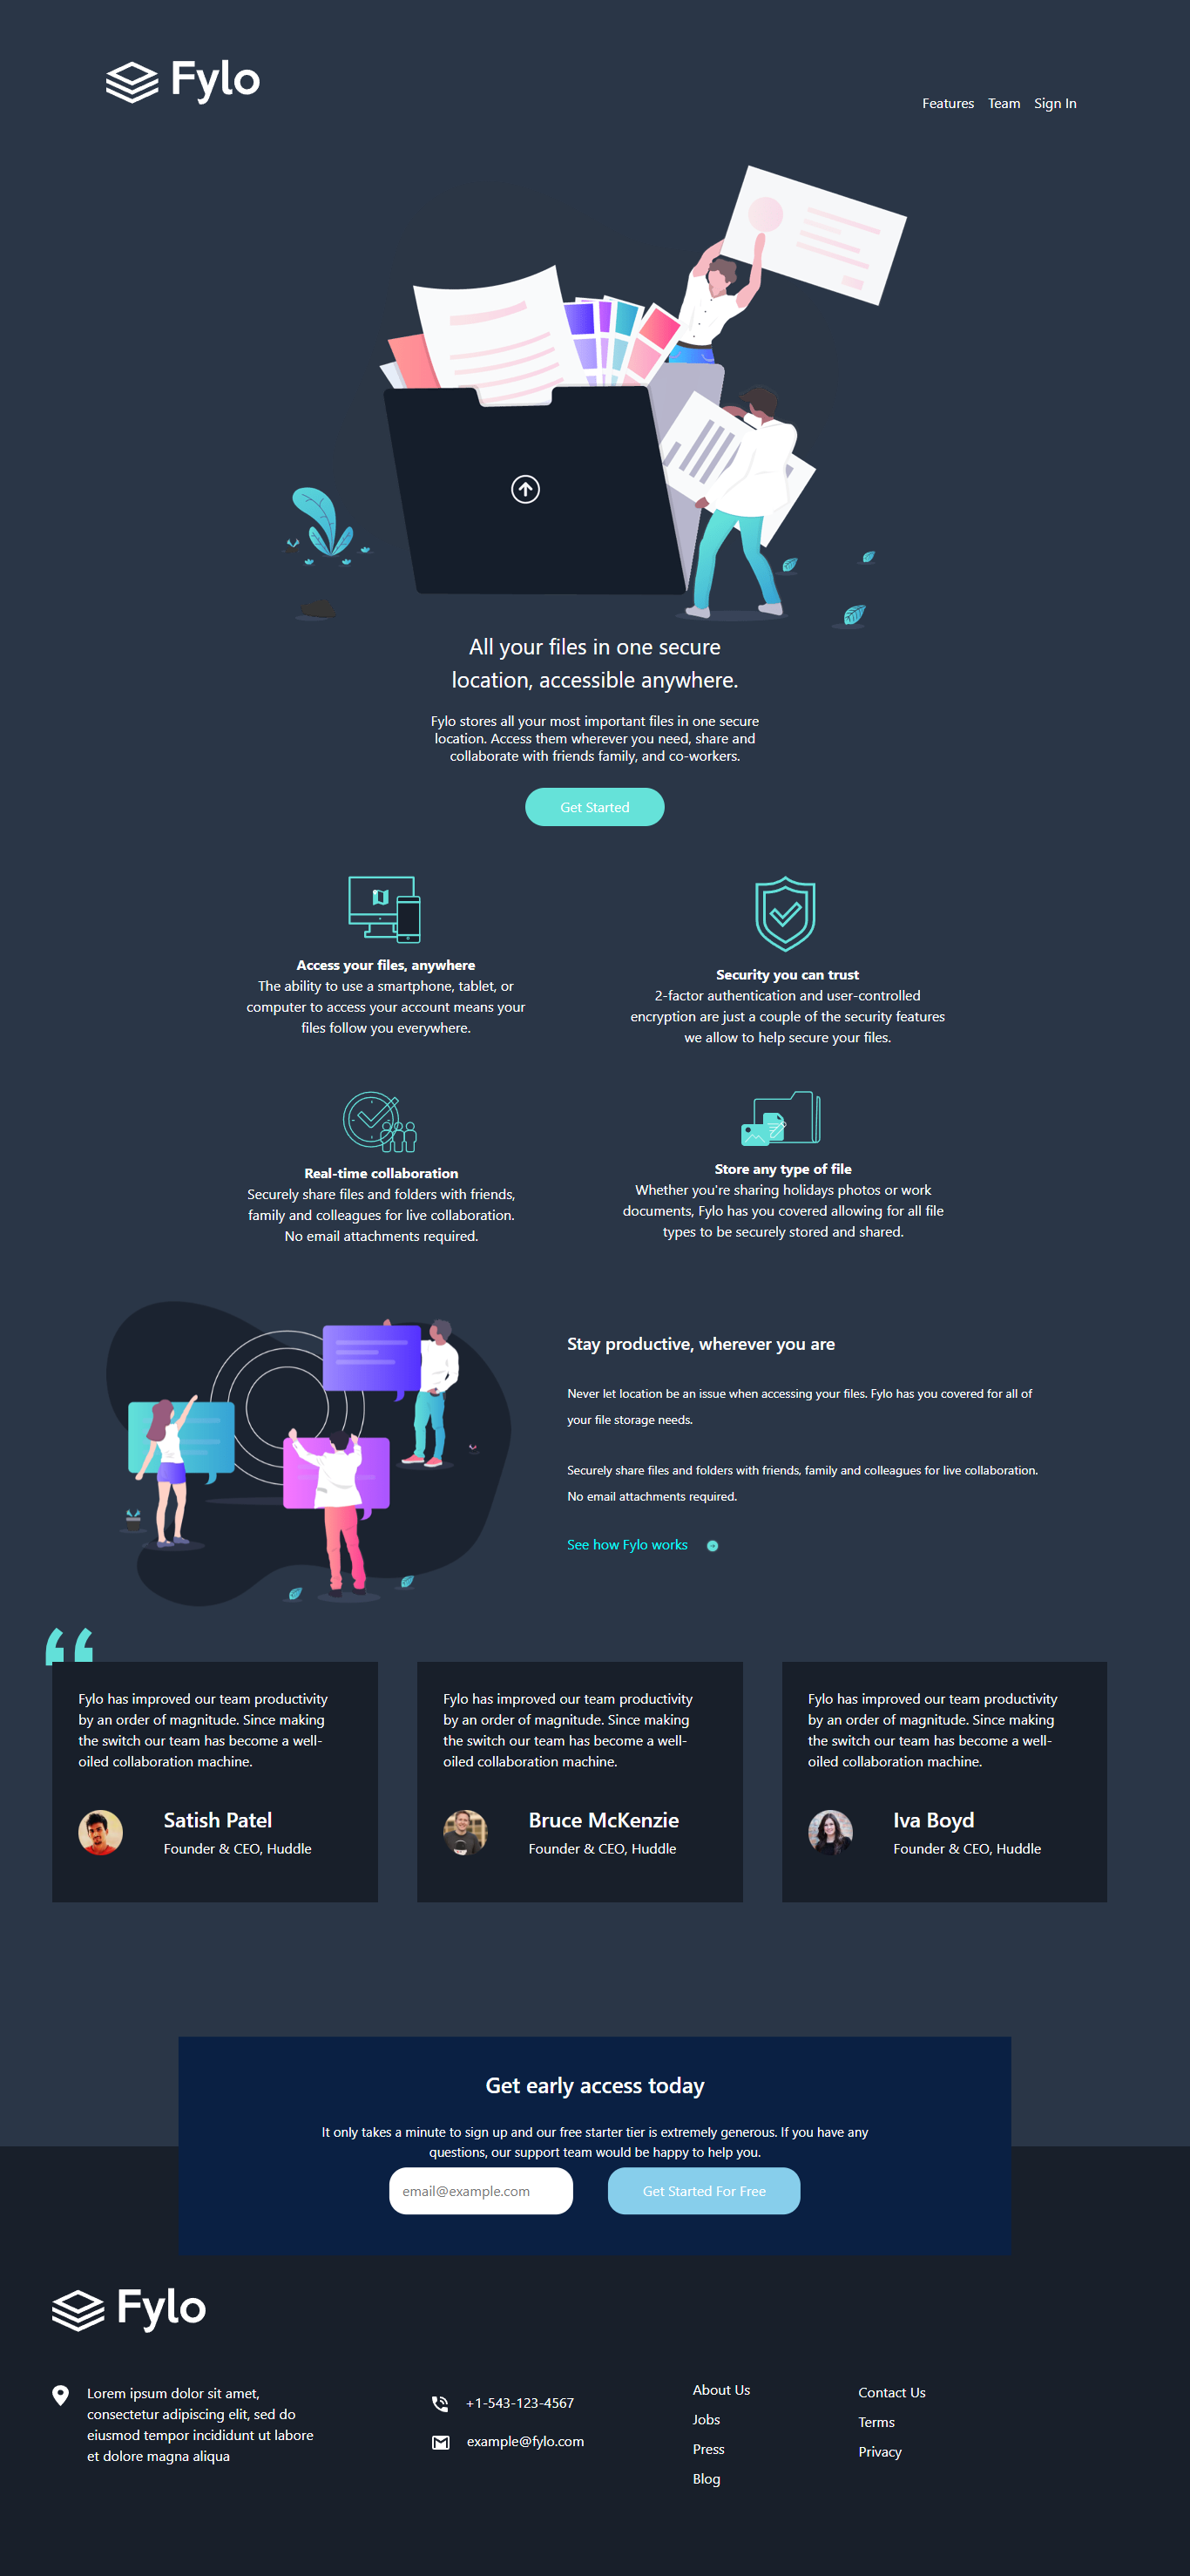 Fylo
Features Team Sign In
All your files in one secure
location, accessible anywhere.
Fylo stores all your most important files in one secure
location. Access them wherever you need, share and
collaborate with friends family, and co-workers.
Get Started
Access your files, anywhere
The ability to use a smartphone, tablet, or
computer to access your account means your
files follow you everywhere.
Security you can trust
2-factor authentication and user-controlled
encryption are just a couple of the security features
we allow to help secure your files.
Real-time collaboration
Securely share files and folders with friends,
family and colleagues for live collaboration.
No email attachments required.
Store any type of file
Whether you're sharing holidays photos or work
documents, Fylo has you covered allowing for all file
types to be securely stored and shared.
Stay productive, wherever you are
Never let location be an issue when accessing your files. Fylo has you covered for all of
your file storage needs.
Securely share files and folders with friends, family and colleagues for live collaboration.
No email attachments required.
See how Fylo works
Fylo has improved our team productivity
by an order of magnitude. Since making
the switch our team has become a well-
oiled collaboration machine.
Satish Patel
Founder & CEO, Huddle
Fylo has improved our team productivity
by an order of magnitude. Since making
the switch our team has become a well-
oiled collaboration machine.
Bruce McKenzie
Founder & CEO, Huddle
Fylo has improved our team productivity
by an order of magnitude. Since making
the switch our team has become a well-
oiled collaboration machine.
Iva Boyd
Founder & CEO, Huddle
Get early access today
It only takes a minute to sign up and our free starter tier is extremely generous. If you have any
questions, our support team would be happy to help you.
email@example.com
Get Started For Free
Fylo
Lorem ipsum dolor sit amet,
consectetur adipiscing elit, sed do
eiusmod tempor incididunt ut labore
et dolore magna aliqua
+1-543-123-4567
example@fylo.com
About Us
Jobs
Press
Blog
Contact Us
Terms
Privacy